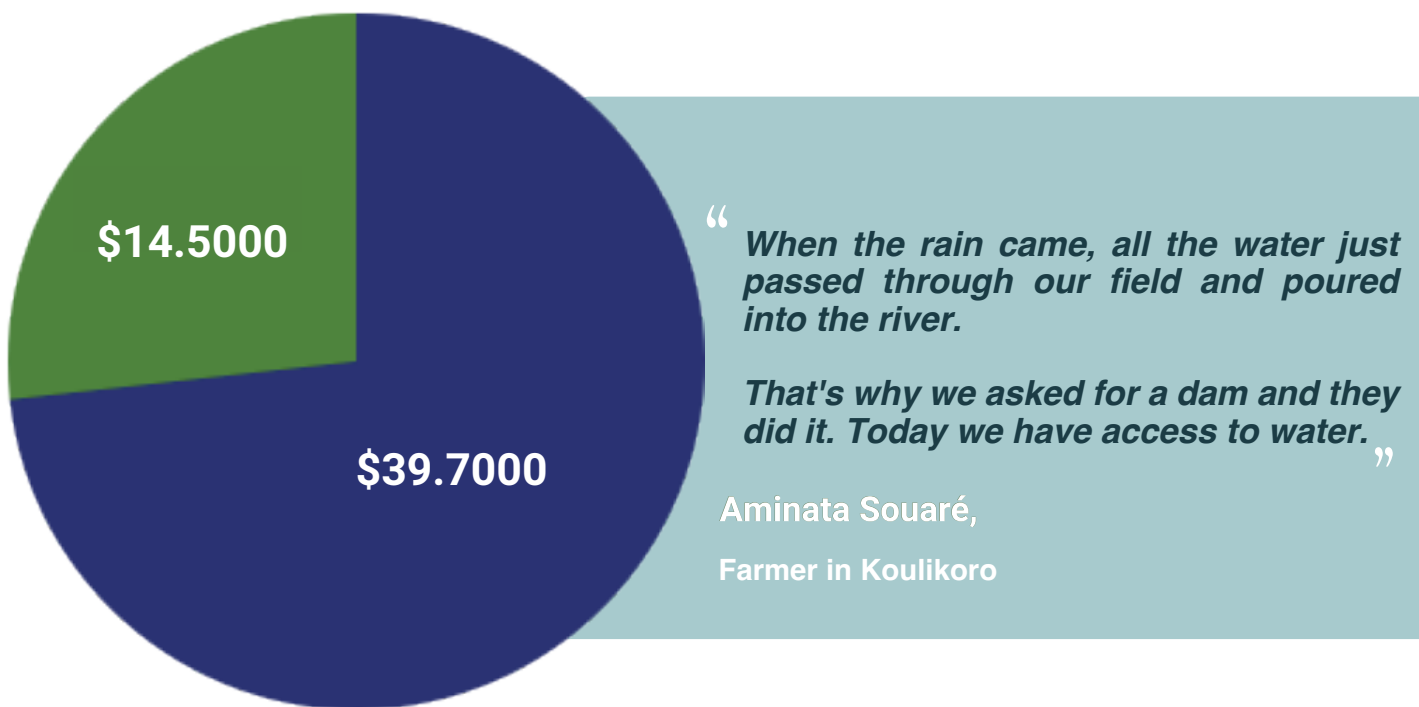 $14.5000
$39.7000
“
When the rain came, all the water just
passed through our field and poured
into the river.
That's why we asked for a dam and they
did it. Today we have access to water.
”
Aminata Souaré,
Farmer in Koulikoro